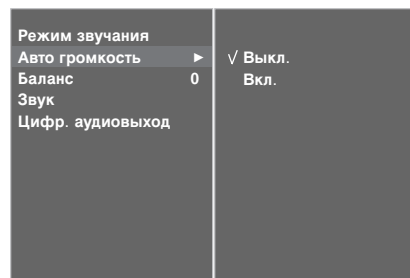 Режим звучания
Авто громкость ►
Баланс 0
Звук
Цифр. аудиовыход
√ Выкл.
Вкл.